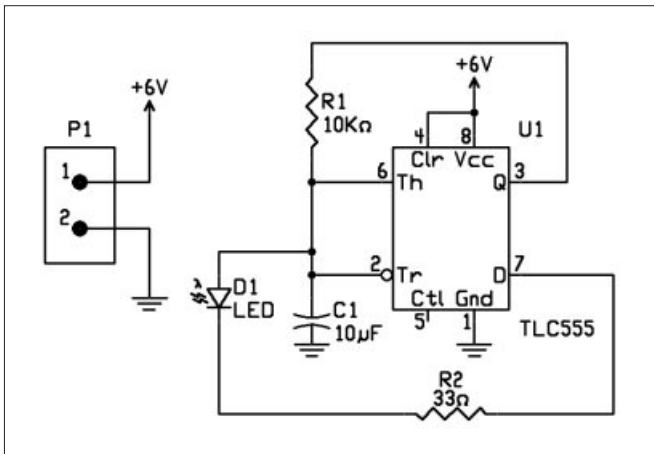 +6V
P1
1
2
R1
10KΩ
+6V
4
8
U1
Clr Vcc
6
Th
Q
3
2
Tr
D
7
Ctl Gnd
5
1
TLC555
D1
LED
C1
10µF
R2
33Ω